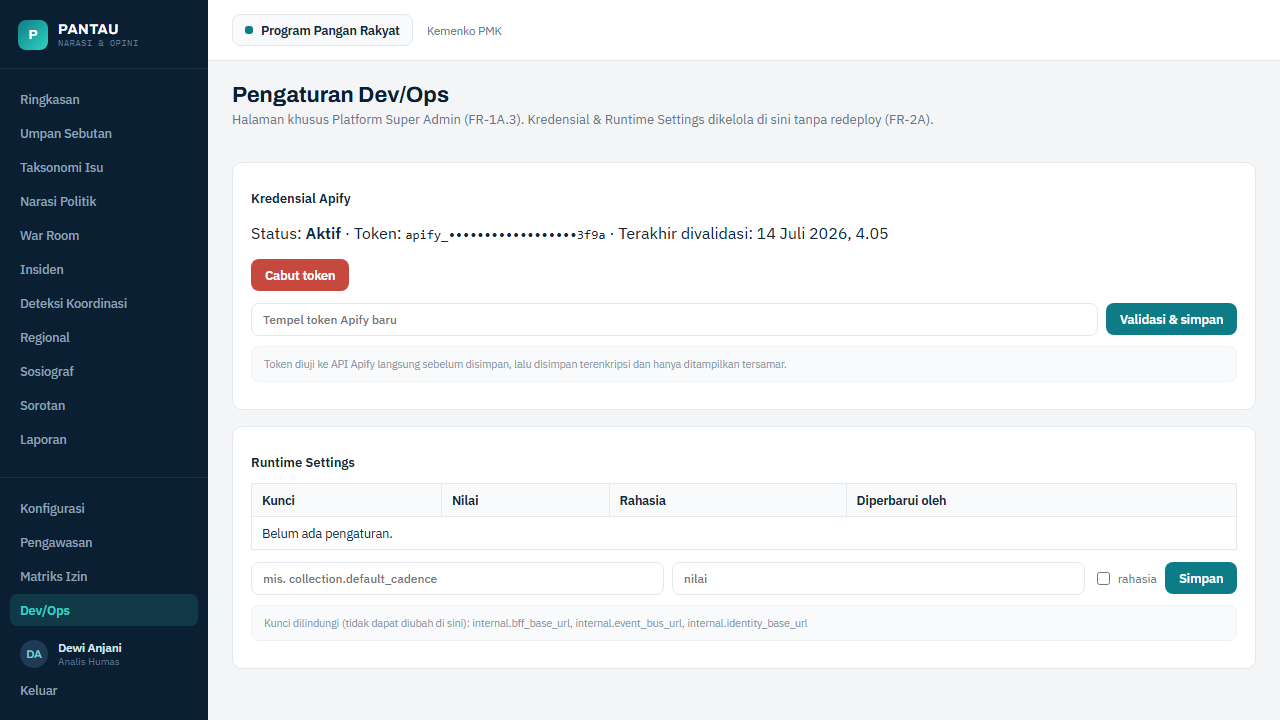 P
PANTAU
NARASI & OPINI
Ringkasan
Umpan Sebutan
Taksonomi Isu
Narasi Politik
War Room
Insiden
Deteksi Koordinasi
Regional
Sosiograf
Sorotan
Laporan
Konfigurasi
Pengawasan
Matriks Izin
Dev/Ops
DA
Dewi Anjani
Analis Humas
Keluar
Program Pangan Rakyat
Kemenko PMK
Pengaturan Dev/Ops
Halaman khusus Platform Super Admin (FR-1A.3). Kredensial & Runtime Settings dikelola di sini tanpa redeploy (FR-2A).
Kredensial Apify
Status: Aktif · Token: apify_••••••••••••••••••3f9a · Terakhir divalidasi: 14 Juli 2026, 4.05
Cabut token
Tempel token Apify baru
Validasi & simpan
Token diuji ke API Apify langsung sebelum disimpan, lalu disimpan terenkripsi dan hanya ditampilkan tersamar.
Runtime Settings
Kunci Nilai Rahasia Diperbarui oleh
Belum ada pengaturan.
mis. collection.default_cadence nilai rahasia Simpan
Kunci dilindungi (tidak dapat diubah di sini): internal.bff_base_url, internal.event_bus_url, internal.identity_base_url